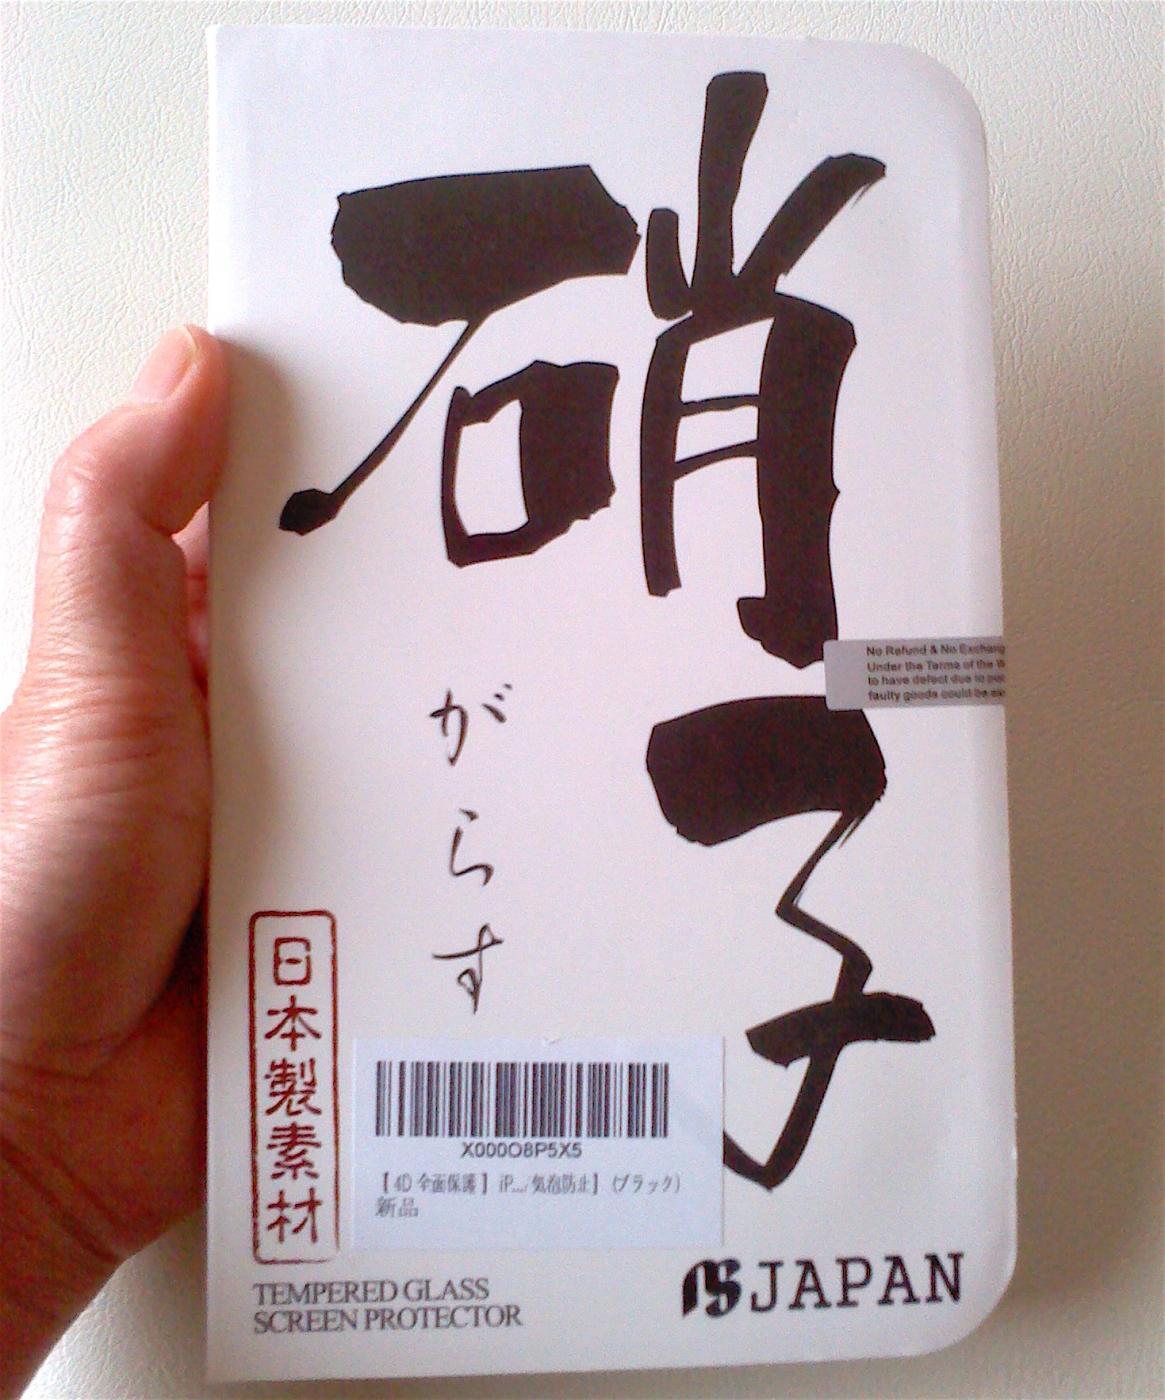 硝子
がらす
No Refund & No Exchang
Under the Terms of the W
to have defect due to
faulty goods could be
日本製素材
X000O8P5X5
【4D 全面保護】 iP.../気泡防止】 (ブラック)
新品
TEMPERED GLASS
SCREEN PROTECTOR
JAPAN